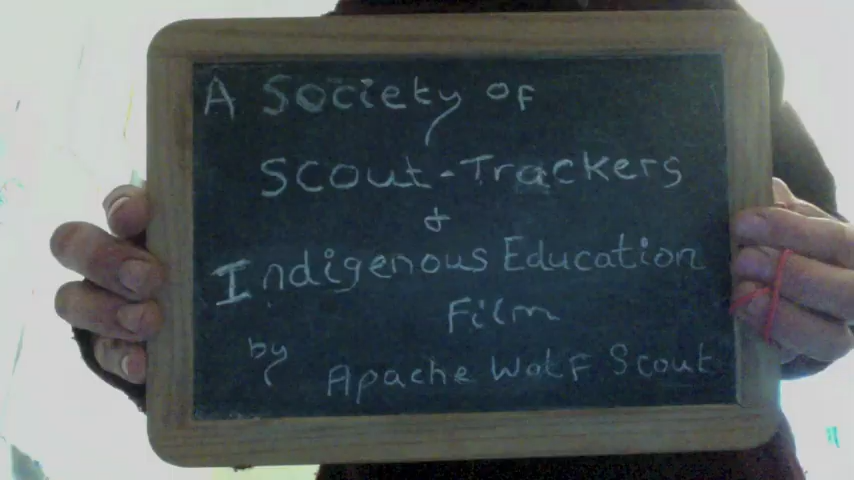 A Society of
Scout-Trackers
&
Indigenous Education
Film
by Apache Wolf Scout